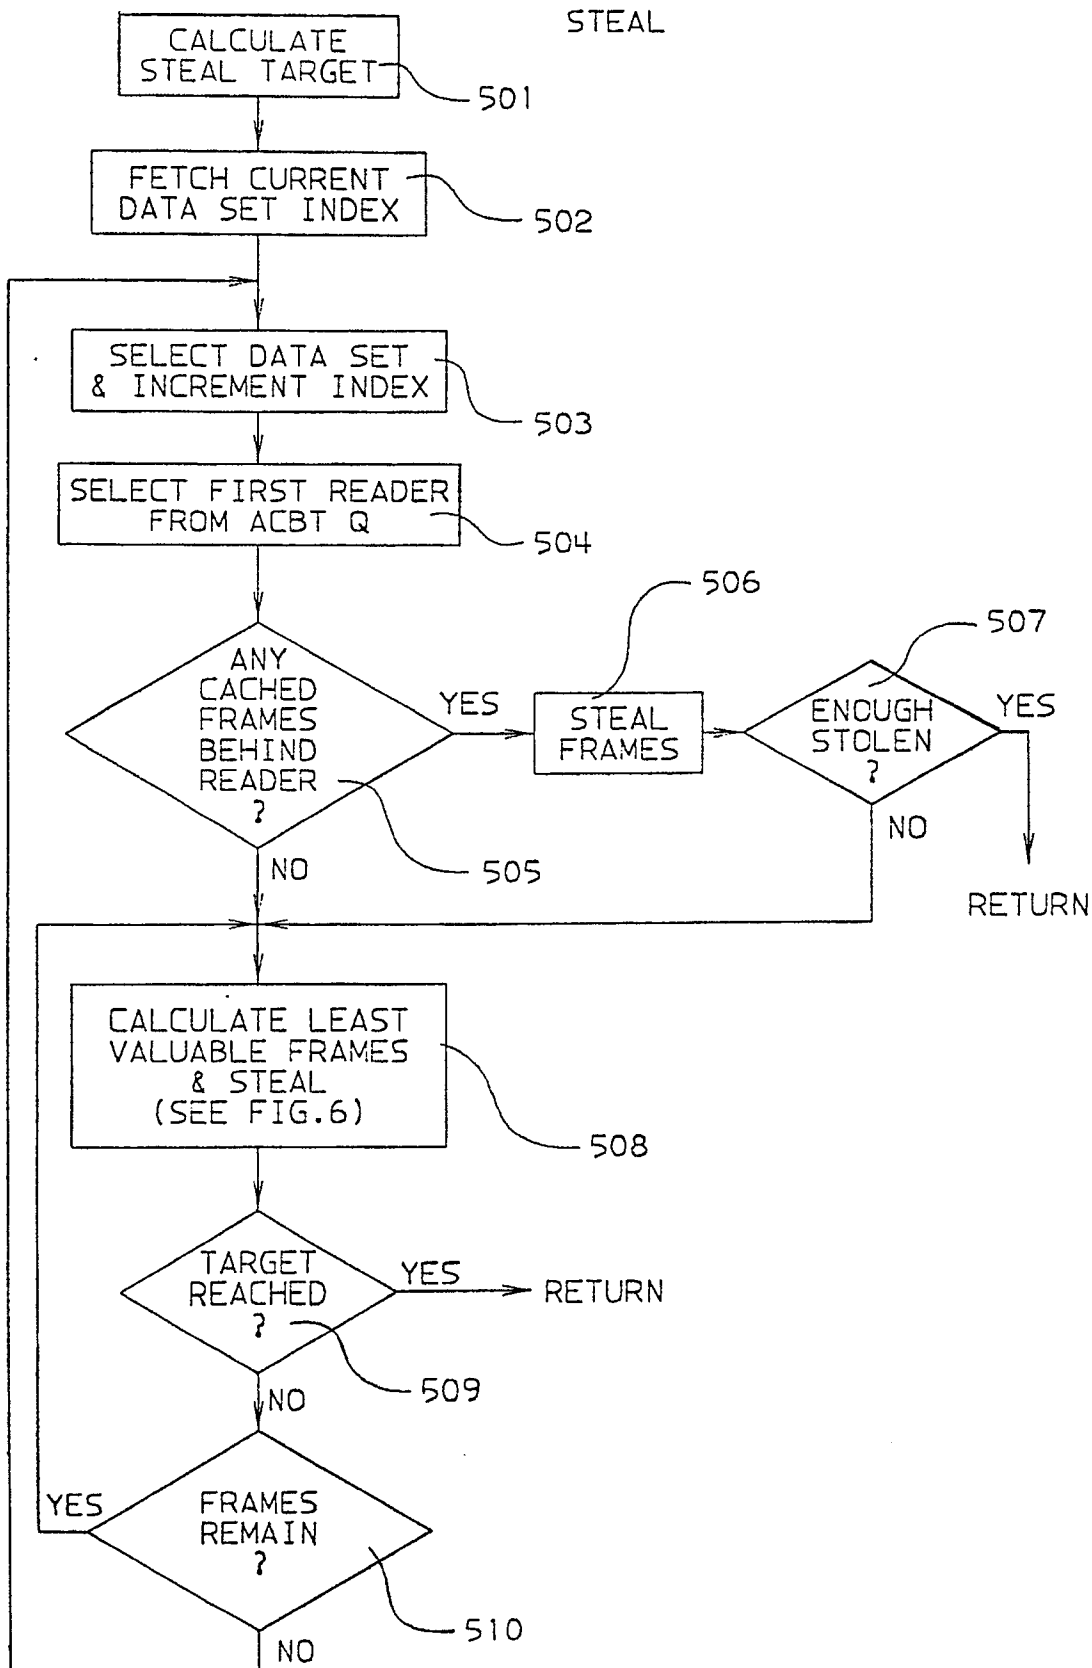 STEAL
CALCULATE
STEAL TARGET
501
FETCH CURRENT
DATA SET INDEX
502
SELECT DATA SET
& INCREMENT INDEX
503
SELECT FIRST READER
FROM ACBT Q
504
ANY
CACHED
FRAMES
BEHIND
READER
?
505
YES
506
STEAL
FRAMES
507
ENOUGH
STOLEN
?
YES
RETURN
NO
NO
CALCULATE LEAST
VALUABLE FRAMES
& STEAL
(SEE FIG.6)
508
TARGET
REACHED
?
YES
RETURN
509
NO
YES
FRAMES
REMAIN
?
510
NO